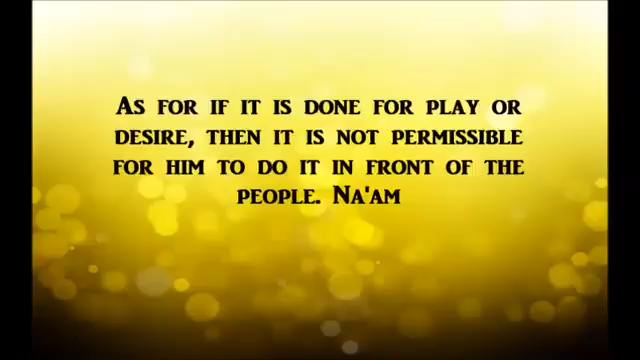 As for if it is done for play or
desire, then it is not permissible
for him to do it in front of the
people. Na'am